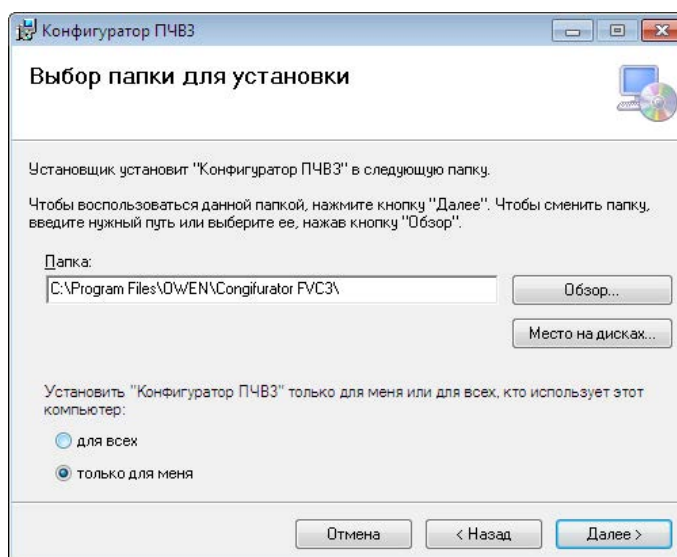 Конфигуратор ПЧВ3
Выбор папки для установки
Установщик установит "Конфигуратор ПЧВ3" в следующую папку.
Чтобы воспользоваться данной папкой, нажмите кнопку "Далее". Чтобы сменить папку,
введите нужный путь или выберите ее, нажав кнопку "Обзор".
Папка:
C:\Program Files\OWEN\Congifurator FVC3\
Обзор...
Место на дисках...
Установить "Конфигуратор ПЧВ3" только для меня или для всех, кто использует этот
компьютер:
для всех
только для меня
Отмена
< Назад
Далее >